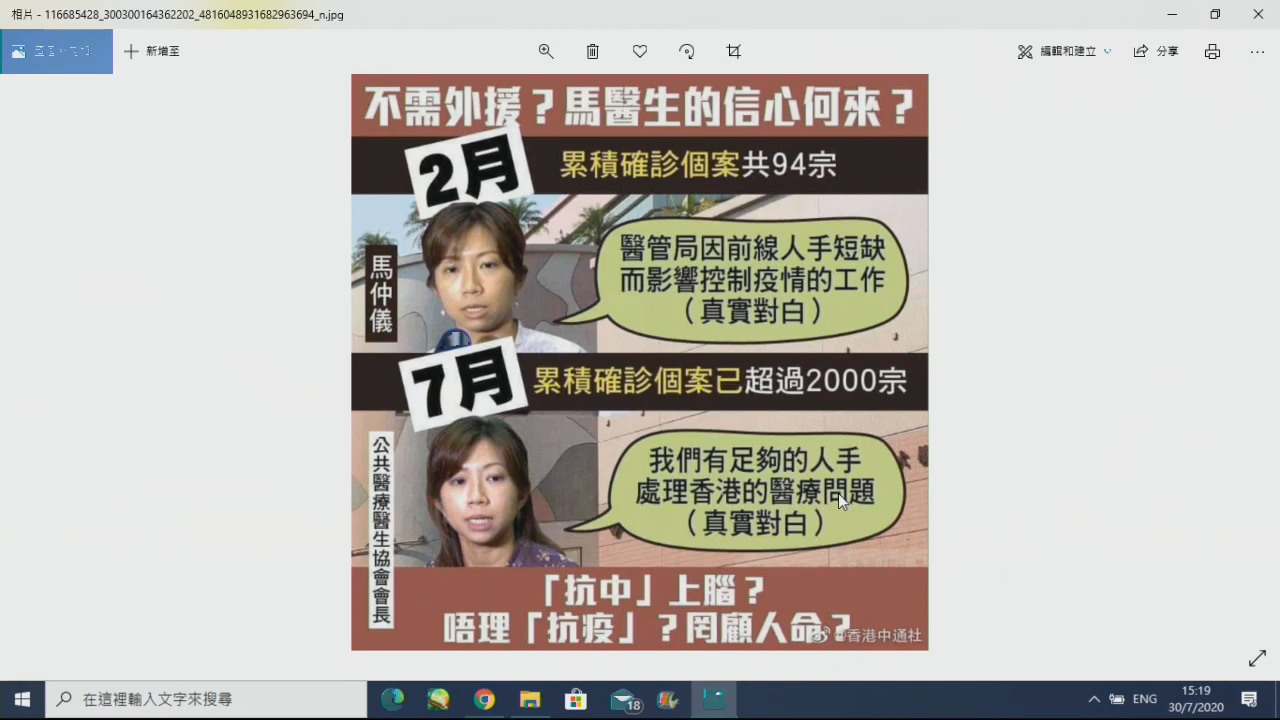 相片 - 116685428_300300164362202_4816048931682963694_n.jpg
新增至
編輯和建立
分享
不需外援？馬醫生的信心何來？
2月
累積確診個案共94宗
馬仲儀
醫管局因前線人手短缺
而影響控制疫情的工作
（真實對白）
7月
累積確診個案已超過2000宗
公共醫療醫生協會會長
我們有足夠的人手
處理香港的醫療問題
（真實對白）
「抗中」上腦？
唔理「抗疫」？罔顧人命？
@香港中通社
在這裡輸入文字來搜尋
18
ENG
15:19
30/7/2020